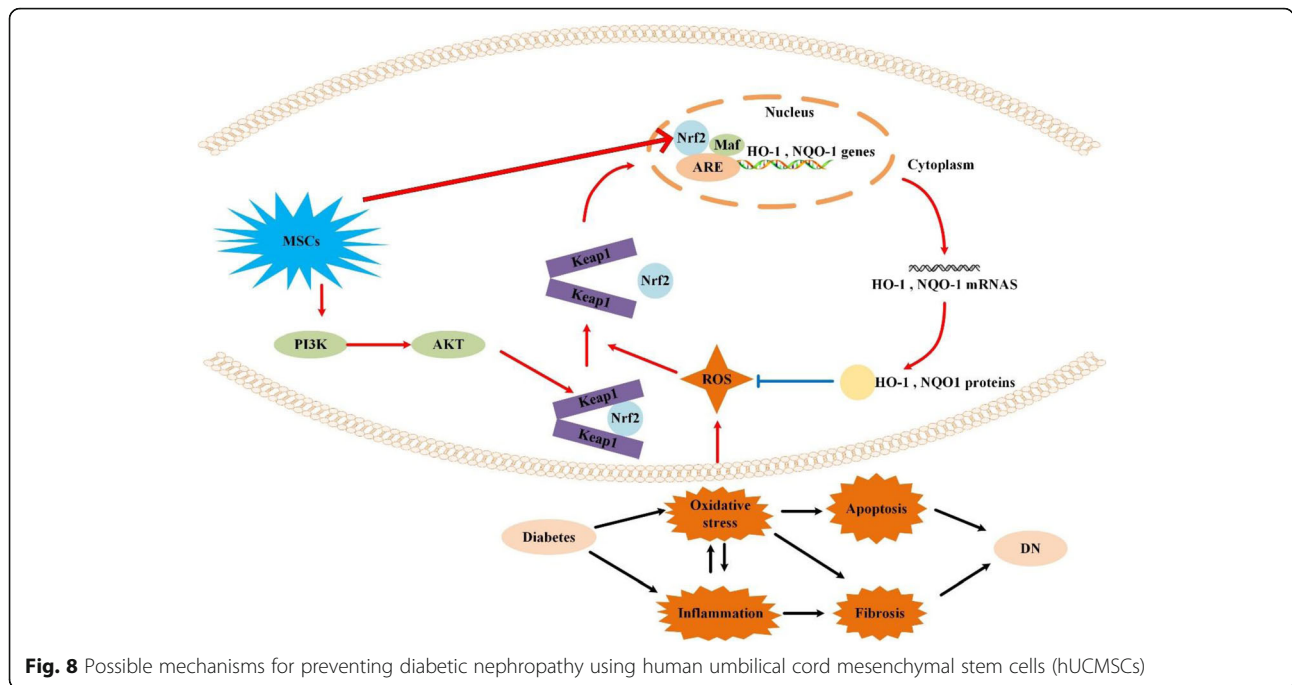 Nucleus
Nrf2
Maf
HO-1 , NQO-1 genes
ARE
Cytoplasm
MSCs
Keap1
Nrf2
Keap1
HO-1 , NQO-1 mRNAS
PI3K
AKT
ROS
HO-1 , NQO1 proteins
Keap1
Nrf2
Keap1
Oxidative
stress
Apoptosis
Diabetes
DN
Inflammation
Fibrosis
Fig. 8 Possible mechanisms for preventing diabetic nephropathy using human umbilical cord mesenchymal stem cells (hUCMSCs)